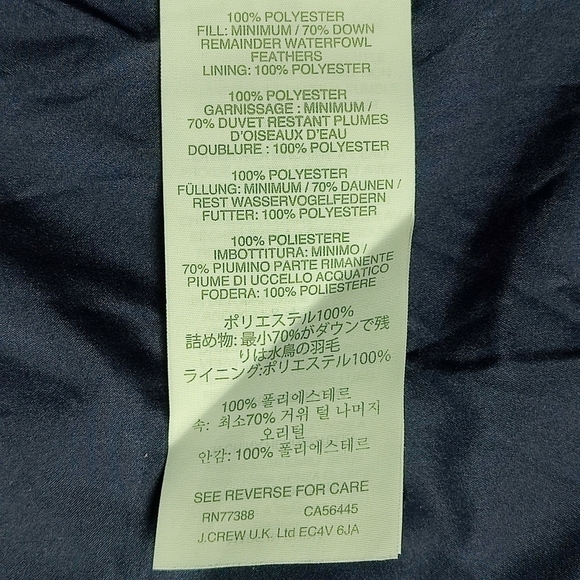 100% POLYESTER
FILL: MINIMUM / 70% DOWN
REMAINDER WATERFOWL
FEATHERS
LINING: 100% POLYESTER
100% POLYESTER
GARNISSAGE : MINIMUM /
70% DUVET RESTANT PLUMES
D'OISEAUX D'EAU
DOUBLURE : 100% POLYESTER
100% POLYESTER
FÜLLUNG: MINIMUM / 70% DAUNEN /
REST WASSERVOGELFEDERN
FUTTER: 100% POLYESTER
100% POLIESTERE
IMBOTTITURA: MINIMO /
70% PIUMINO PARTE RIMANENTE
PIUME DI UCCELLO ACQUATICO
FODERA: 100% POLIESTERE
ポリエステル100%
詰め物: 最小70%がダウンで残
りは水鳥の羽毛
ライニング:ポリエステル100%
100% 폴리에스테르
속: 최소70% 거위 털 나머지
오리털
안감: 100% 폴리에스테르
SEE REVERSE FOR CARE
RN77388 CA56445
J.CREW U.K. Ltd EC4V 6JA